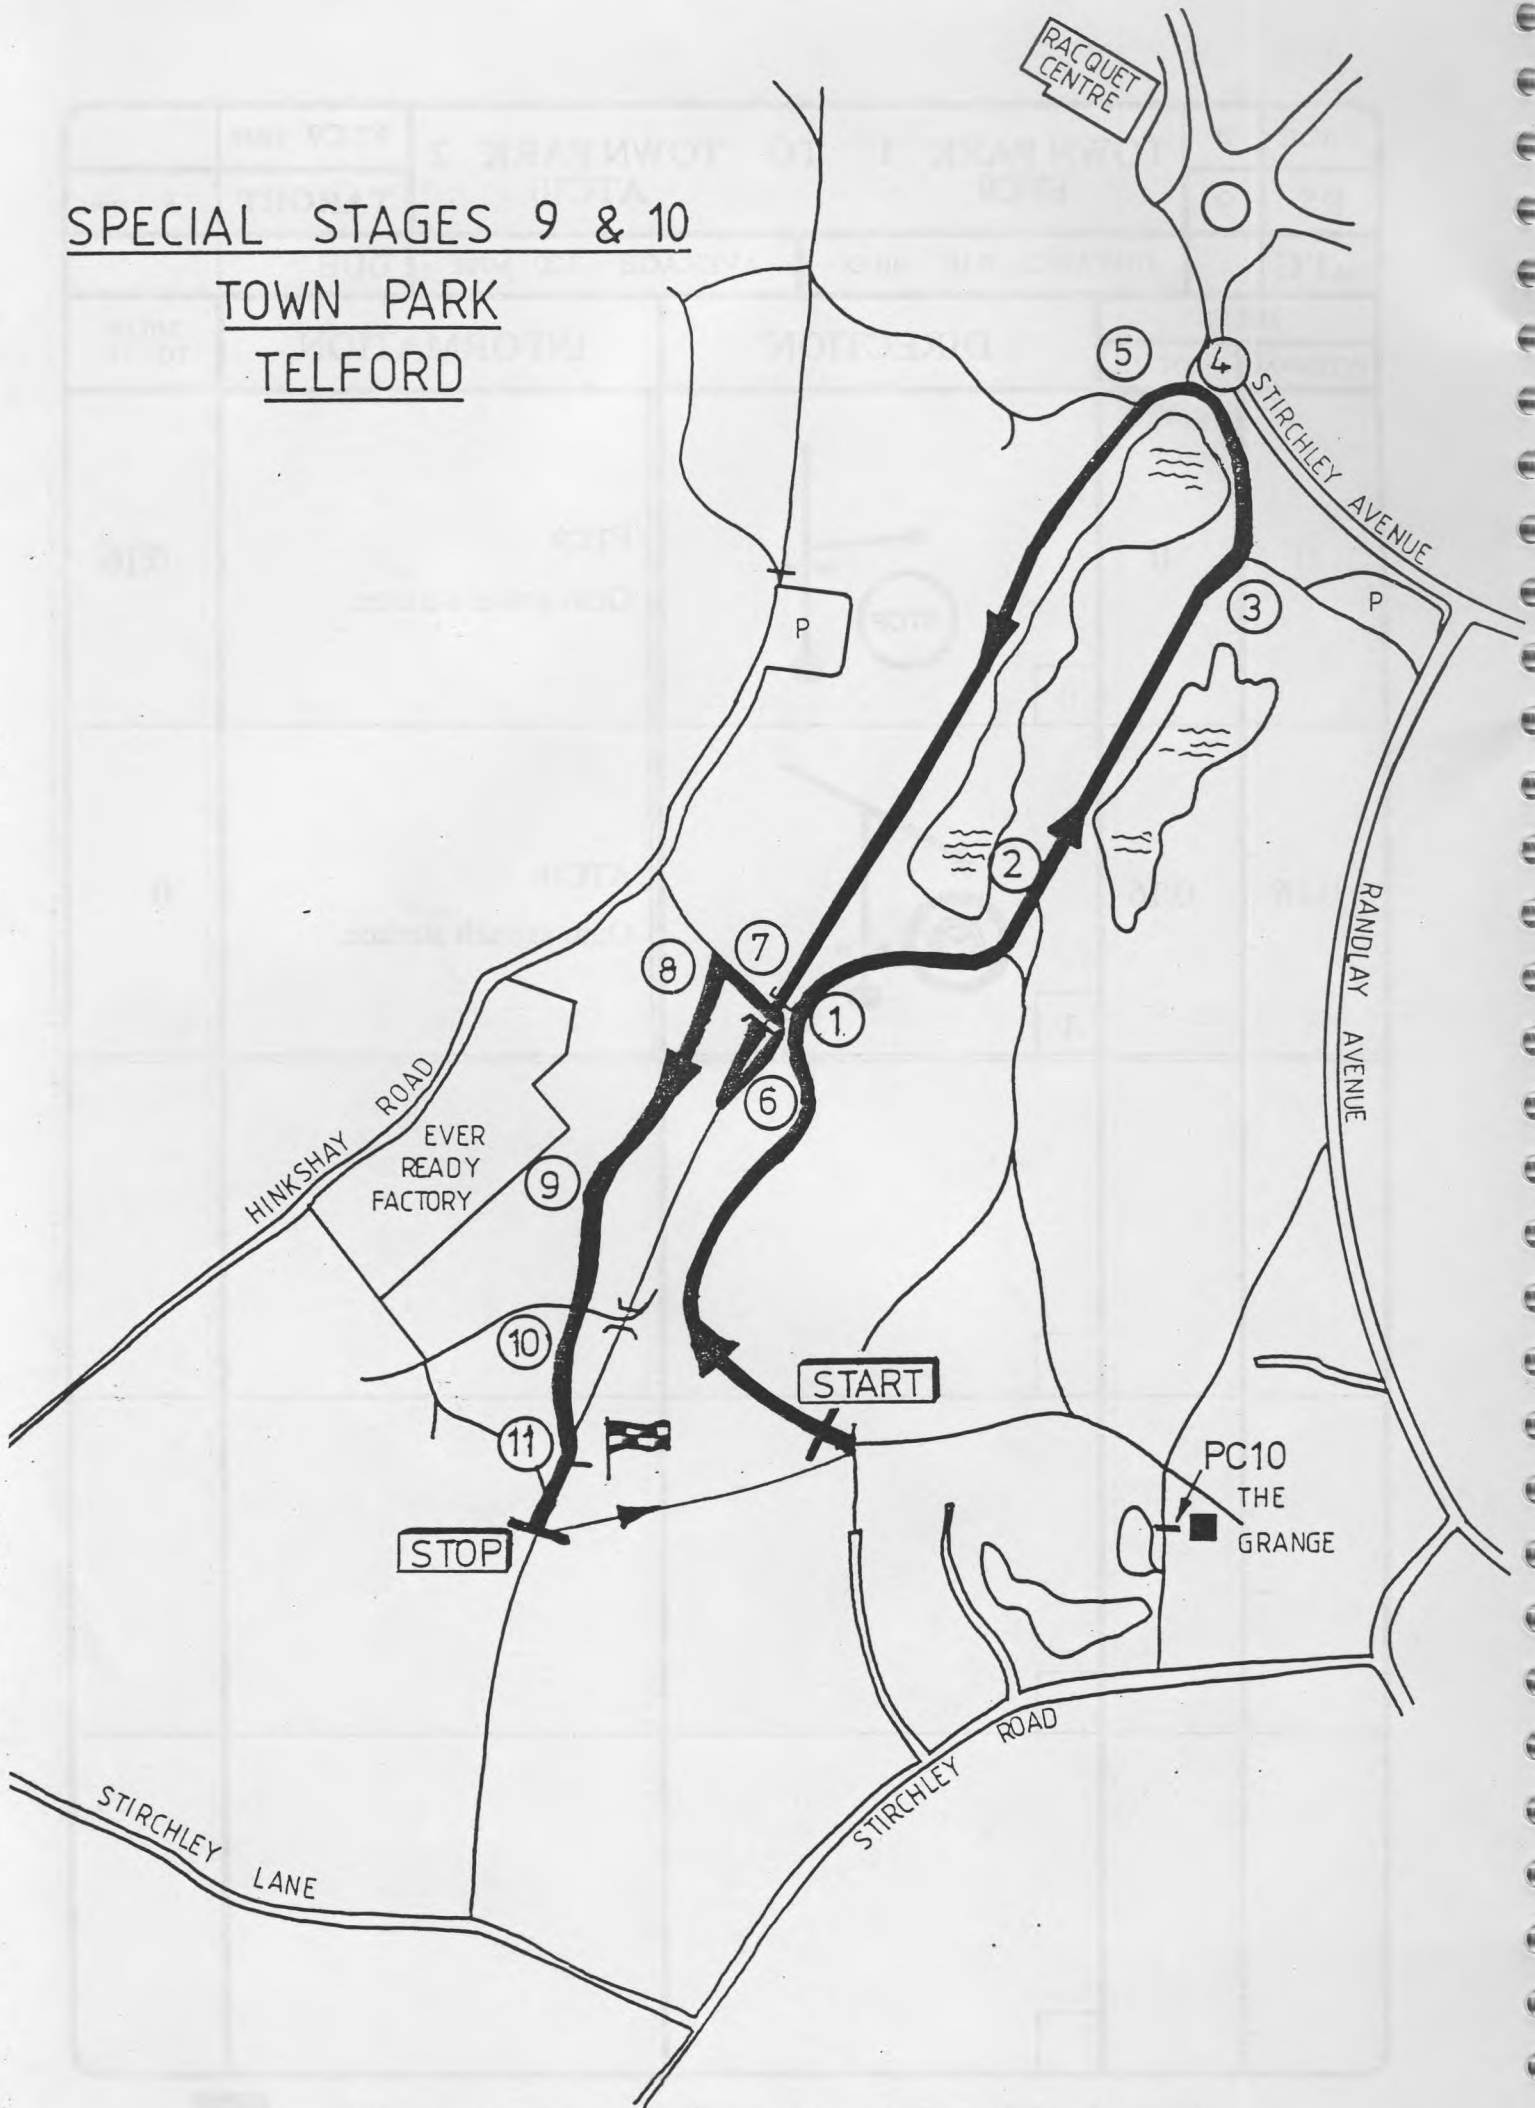 SPECIAL STAGES 9 & 10
TOWN PARK
TELFORD
RACQUET
CENTRE
5
4
STIRCHLEY AVENUE
3
P
P
2
RANDLAY AVENUE
7
8
1
6
HINKSHAY ROAD
EVER
READY
FACTORY
9
10
START
11
PC10
THE
GRANGE
STOP
STIRCHLEY ROAD
STIRCHLEY LANE